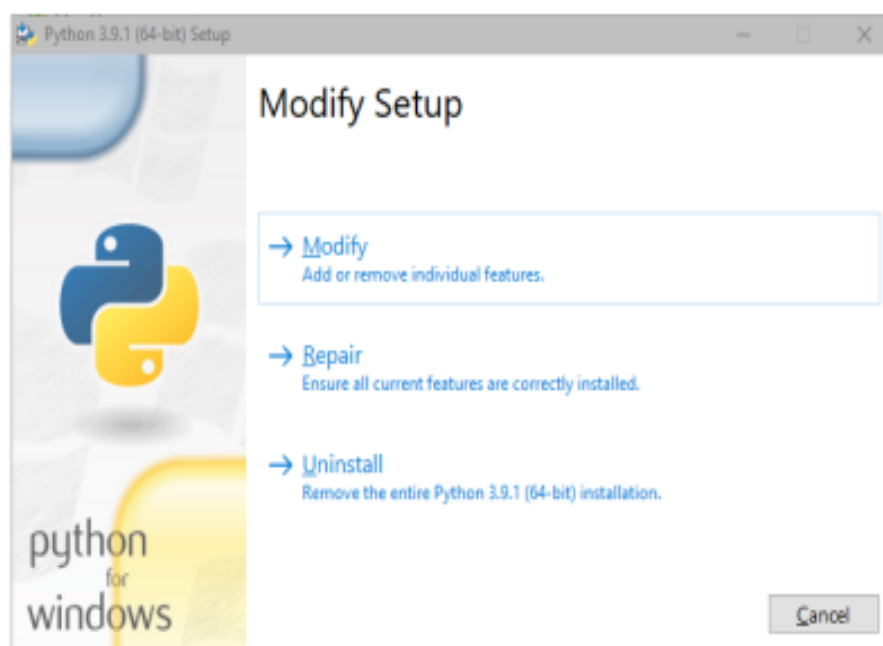 Python 3.9.1 (64-bit) Setup
Modify Setup
Modify
Add or remove individual features.
Repair
Ensure all current features are correctly installed.
Uninstall
Remove the entire Python 3.9.1 (64-bit) installation.
python
for
windows
Cancel